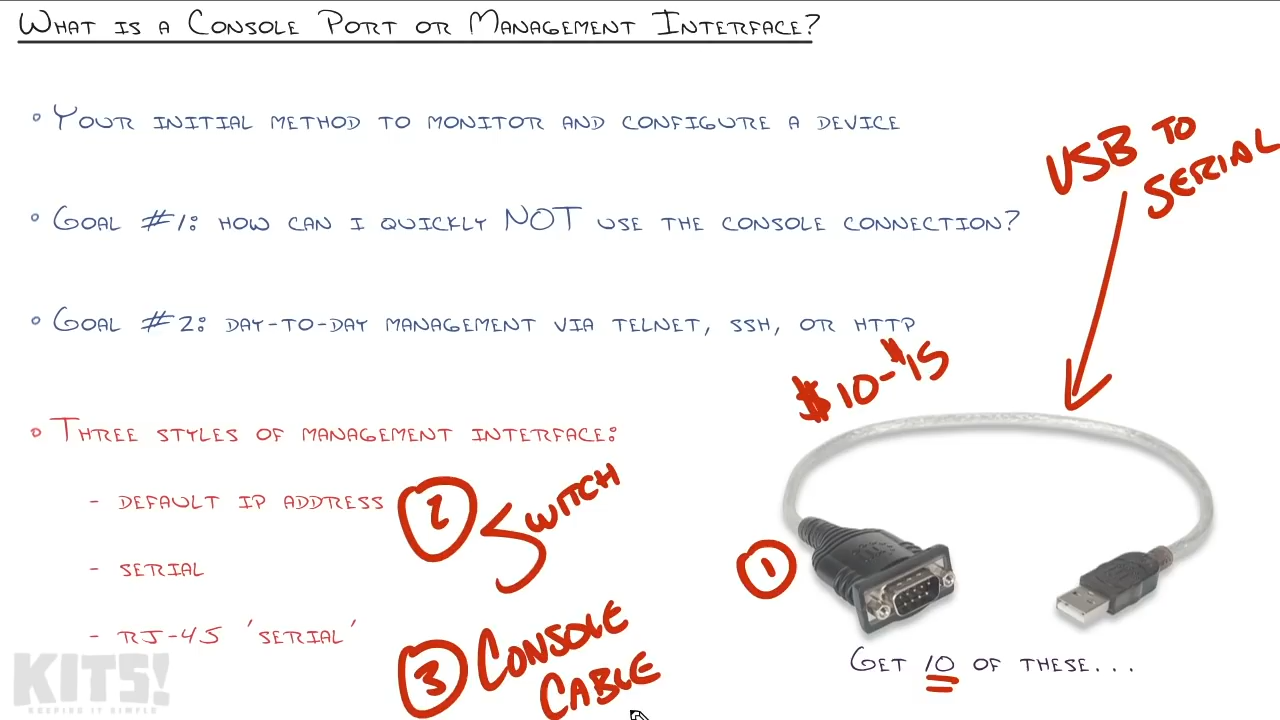 What is a Console Port or Management Interface?
• Your initial method to monitor and configure a device
USB to
Serial
• Goal #1: how can I quickly NOT use the console connection?
• Goal #2: day-to-day management via telnet, SSH, or HTTP
$10-$15
• Three styles of management interface:
- default IP address
2
Switch
- serial
1
- RJ-45 'serial'
3
Console
Cable
Get 10 of these...
KITS!
KEEPING IT SIMPLE